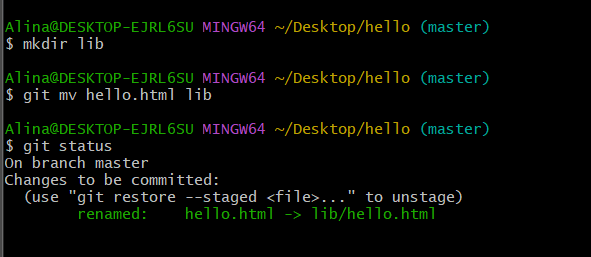 Alina@DESKTOP-EJRL6SU MINGW64 ~/Desktop/hello (master)
$ mkdir lib
Alina@DESKTOP-EJRL6SU MINGW64 ~/Desktop/hello (master)
$ git mv hello.html lib
Alina@DESKTOP-EJRL6SU MINGW64 ~/Desktop/hello (master)
$ git status
On branch master
Changes to be committed:
  (use "git restore --staged <file>..." to unstage)
        renamed:    hello.html -> lib/hello.html